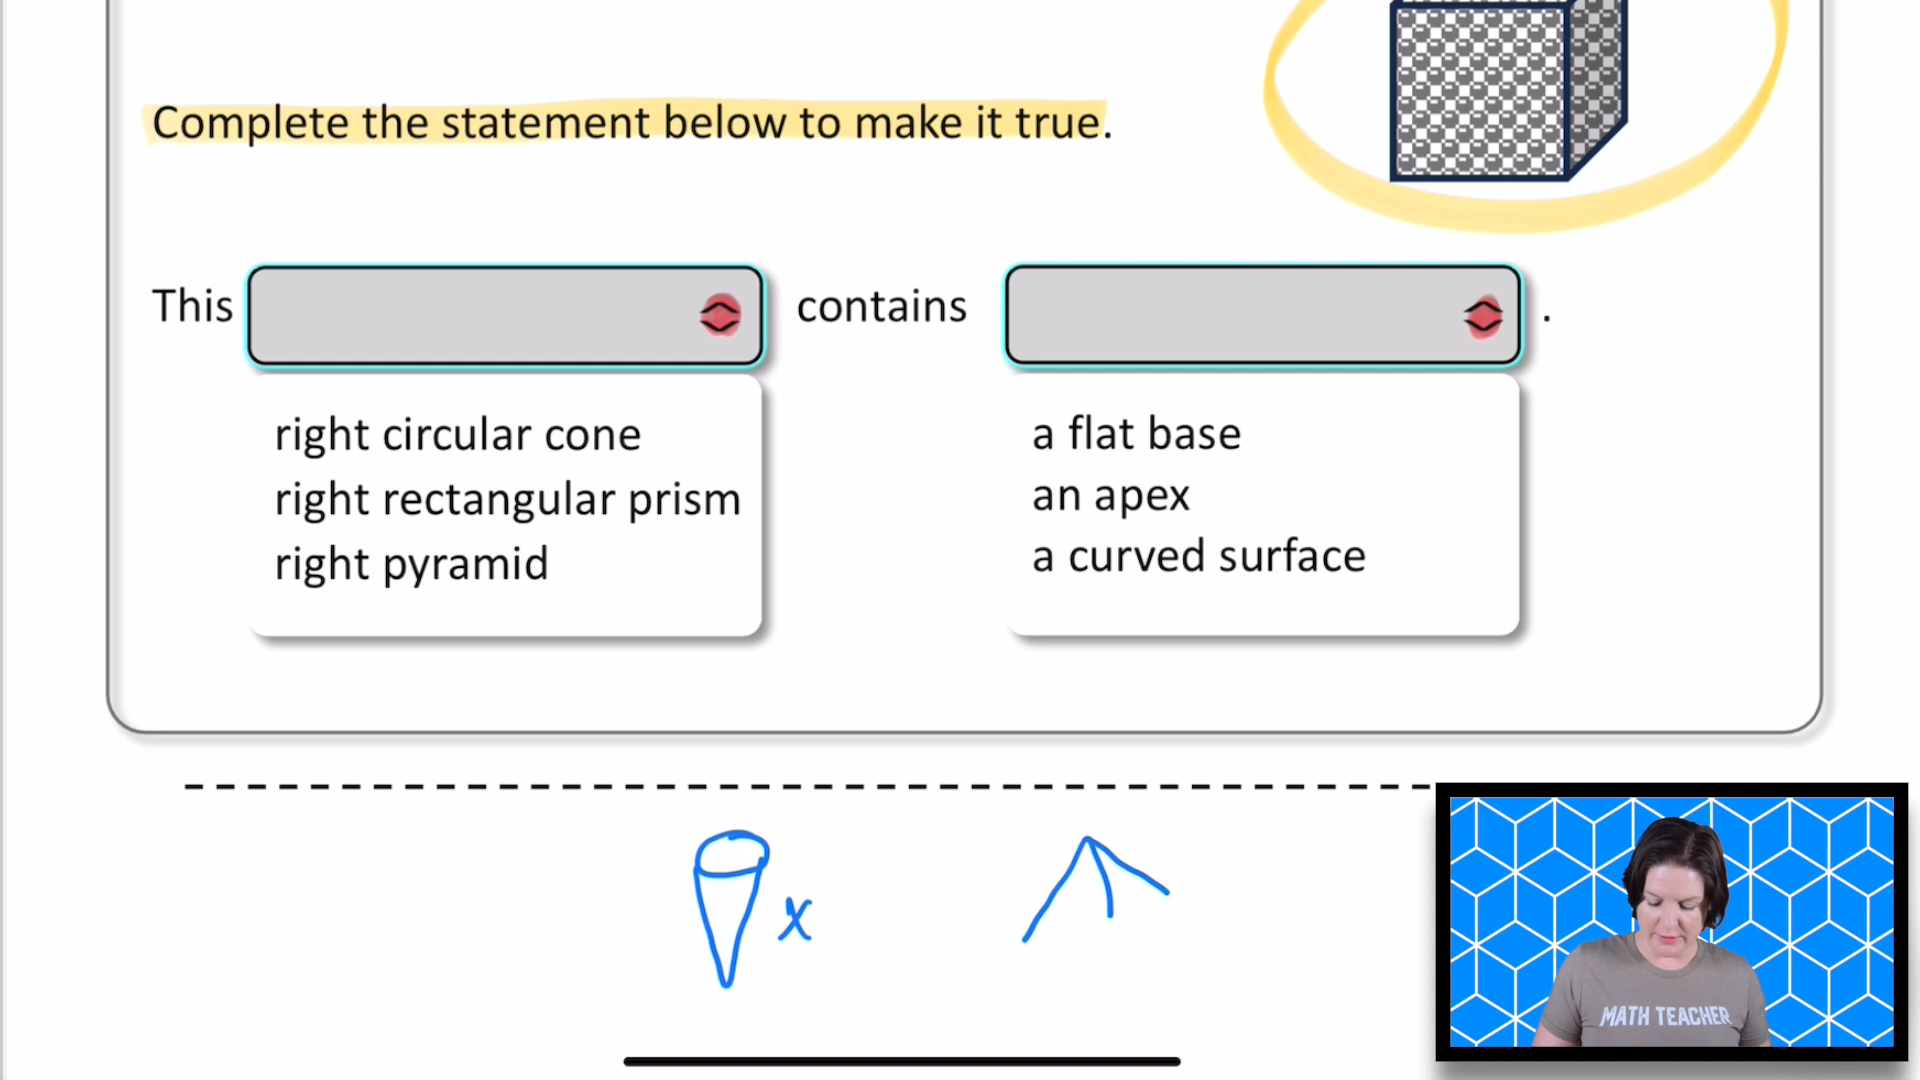 Complete the statement below to make it true.
This contains .
right circular cone
right rectangular prism
right pyramid
a flat base
an apex
a curved surface
x
MATH TEACHER